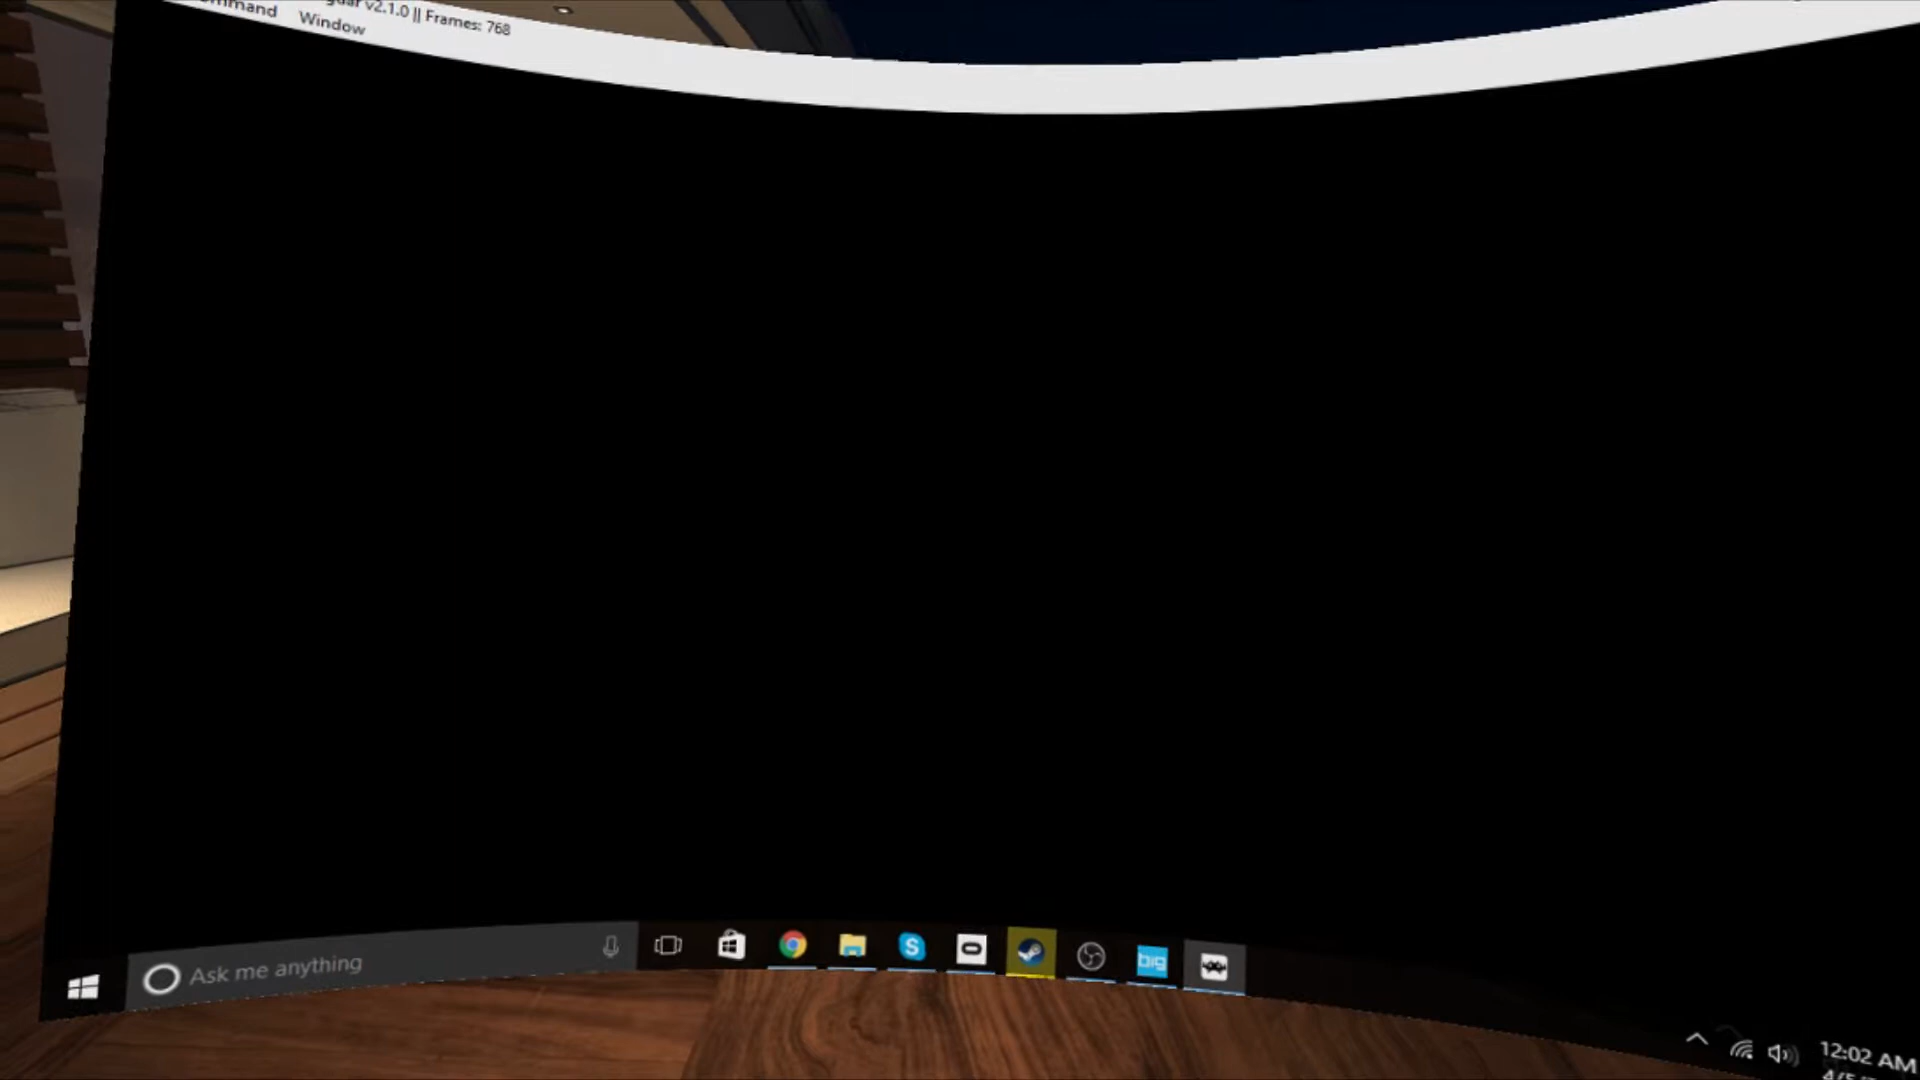 v2.1.0 || Frames: 768
Window
Ask me anything
S
big
12:02 AM